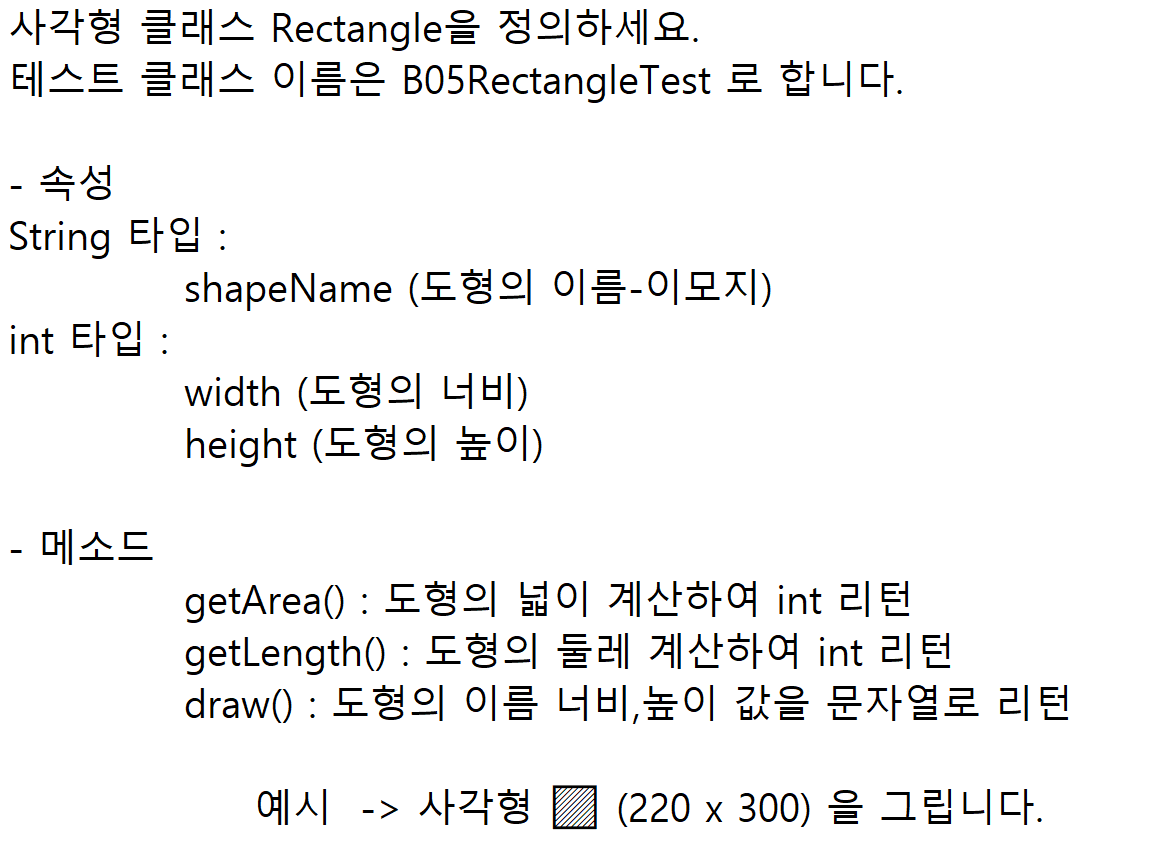 사각형 클래스 Rectangle을 정의하세요.
테스트 클래스 이름은 B05RectangleTest 로 합니다.
- 속성
String 타입 :
shapeName (도형의 이름-이모지)
int 타입 :
width (도형의 너비)
height (도형의 높이)
- 메소드
getArea() : 도형의 넓이 계산하여 int 리턴
getLength() : 도형의 둘레 계산하여 int 리턴
draw() : 도형의 이름 너비,높이 값을 문자열로 리턴
예시 -> 사각형 ▨ (220 x 300) 을 그립니다.